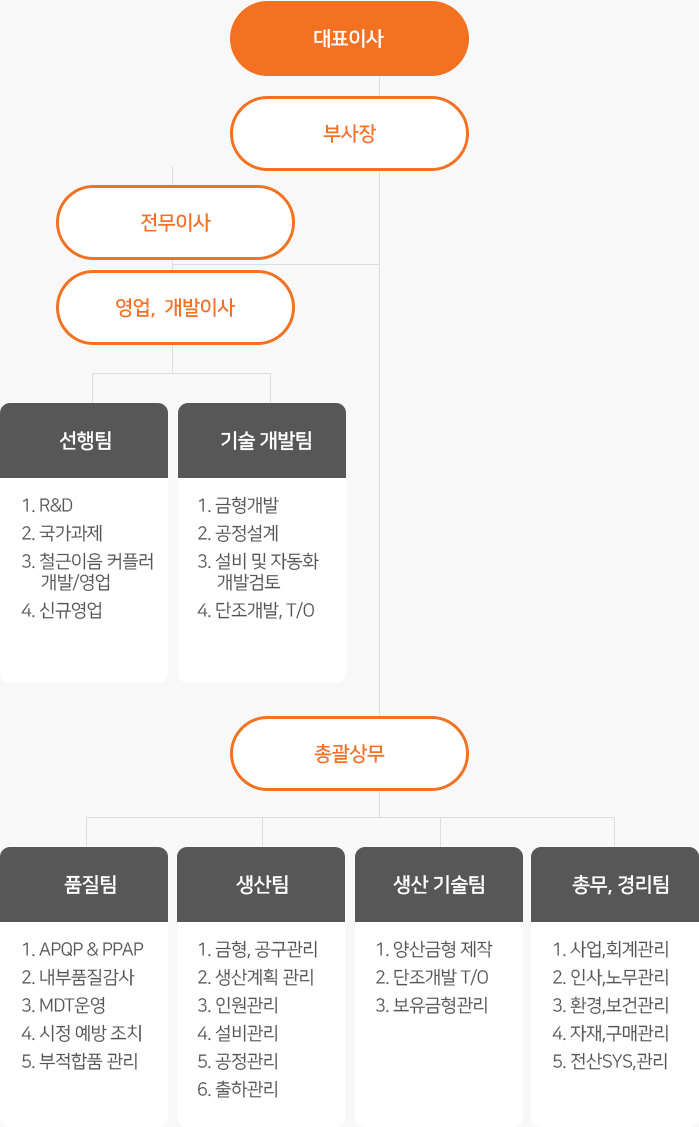 대표이사
부사장
전무이사
영업, 개발이사
선행팀
1. R&D
2. 국가과제
3. 철근이음 커플러
개발/영업
4. 신규영업
기술 개발팀
1. 금형개발
2. 공정설계
3. 설비 및 자동화
개발검토
4. 단조개발, T/O
총괄상무
품질팀
1. APQP & PPAP
2. 내부품질감사
3. MDT운영
4. 시정 예방 조치
5. 부적합품 관리
생산팀
1. 금형, 공구관리
2. 생산계획 관리
3. 인원관리
4. 설비관리
5. 공정관리
6. 출하관리
생산 기술팀
1. 양산금형 제작
2. 단조개발 T/O
3. 보유금형관리
총무, 경리팀
1. 사업,회계관리
2. 인사,노무관리
3. 환경,보건관리
4. 자재,구매관리
5. 전산SYS,관리